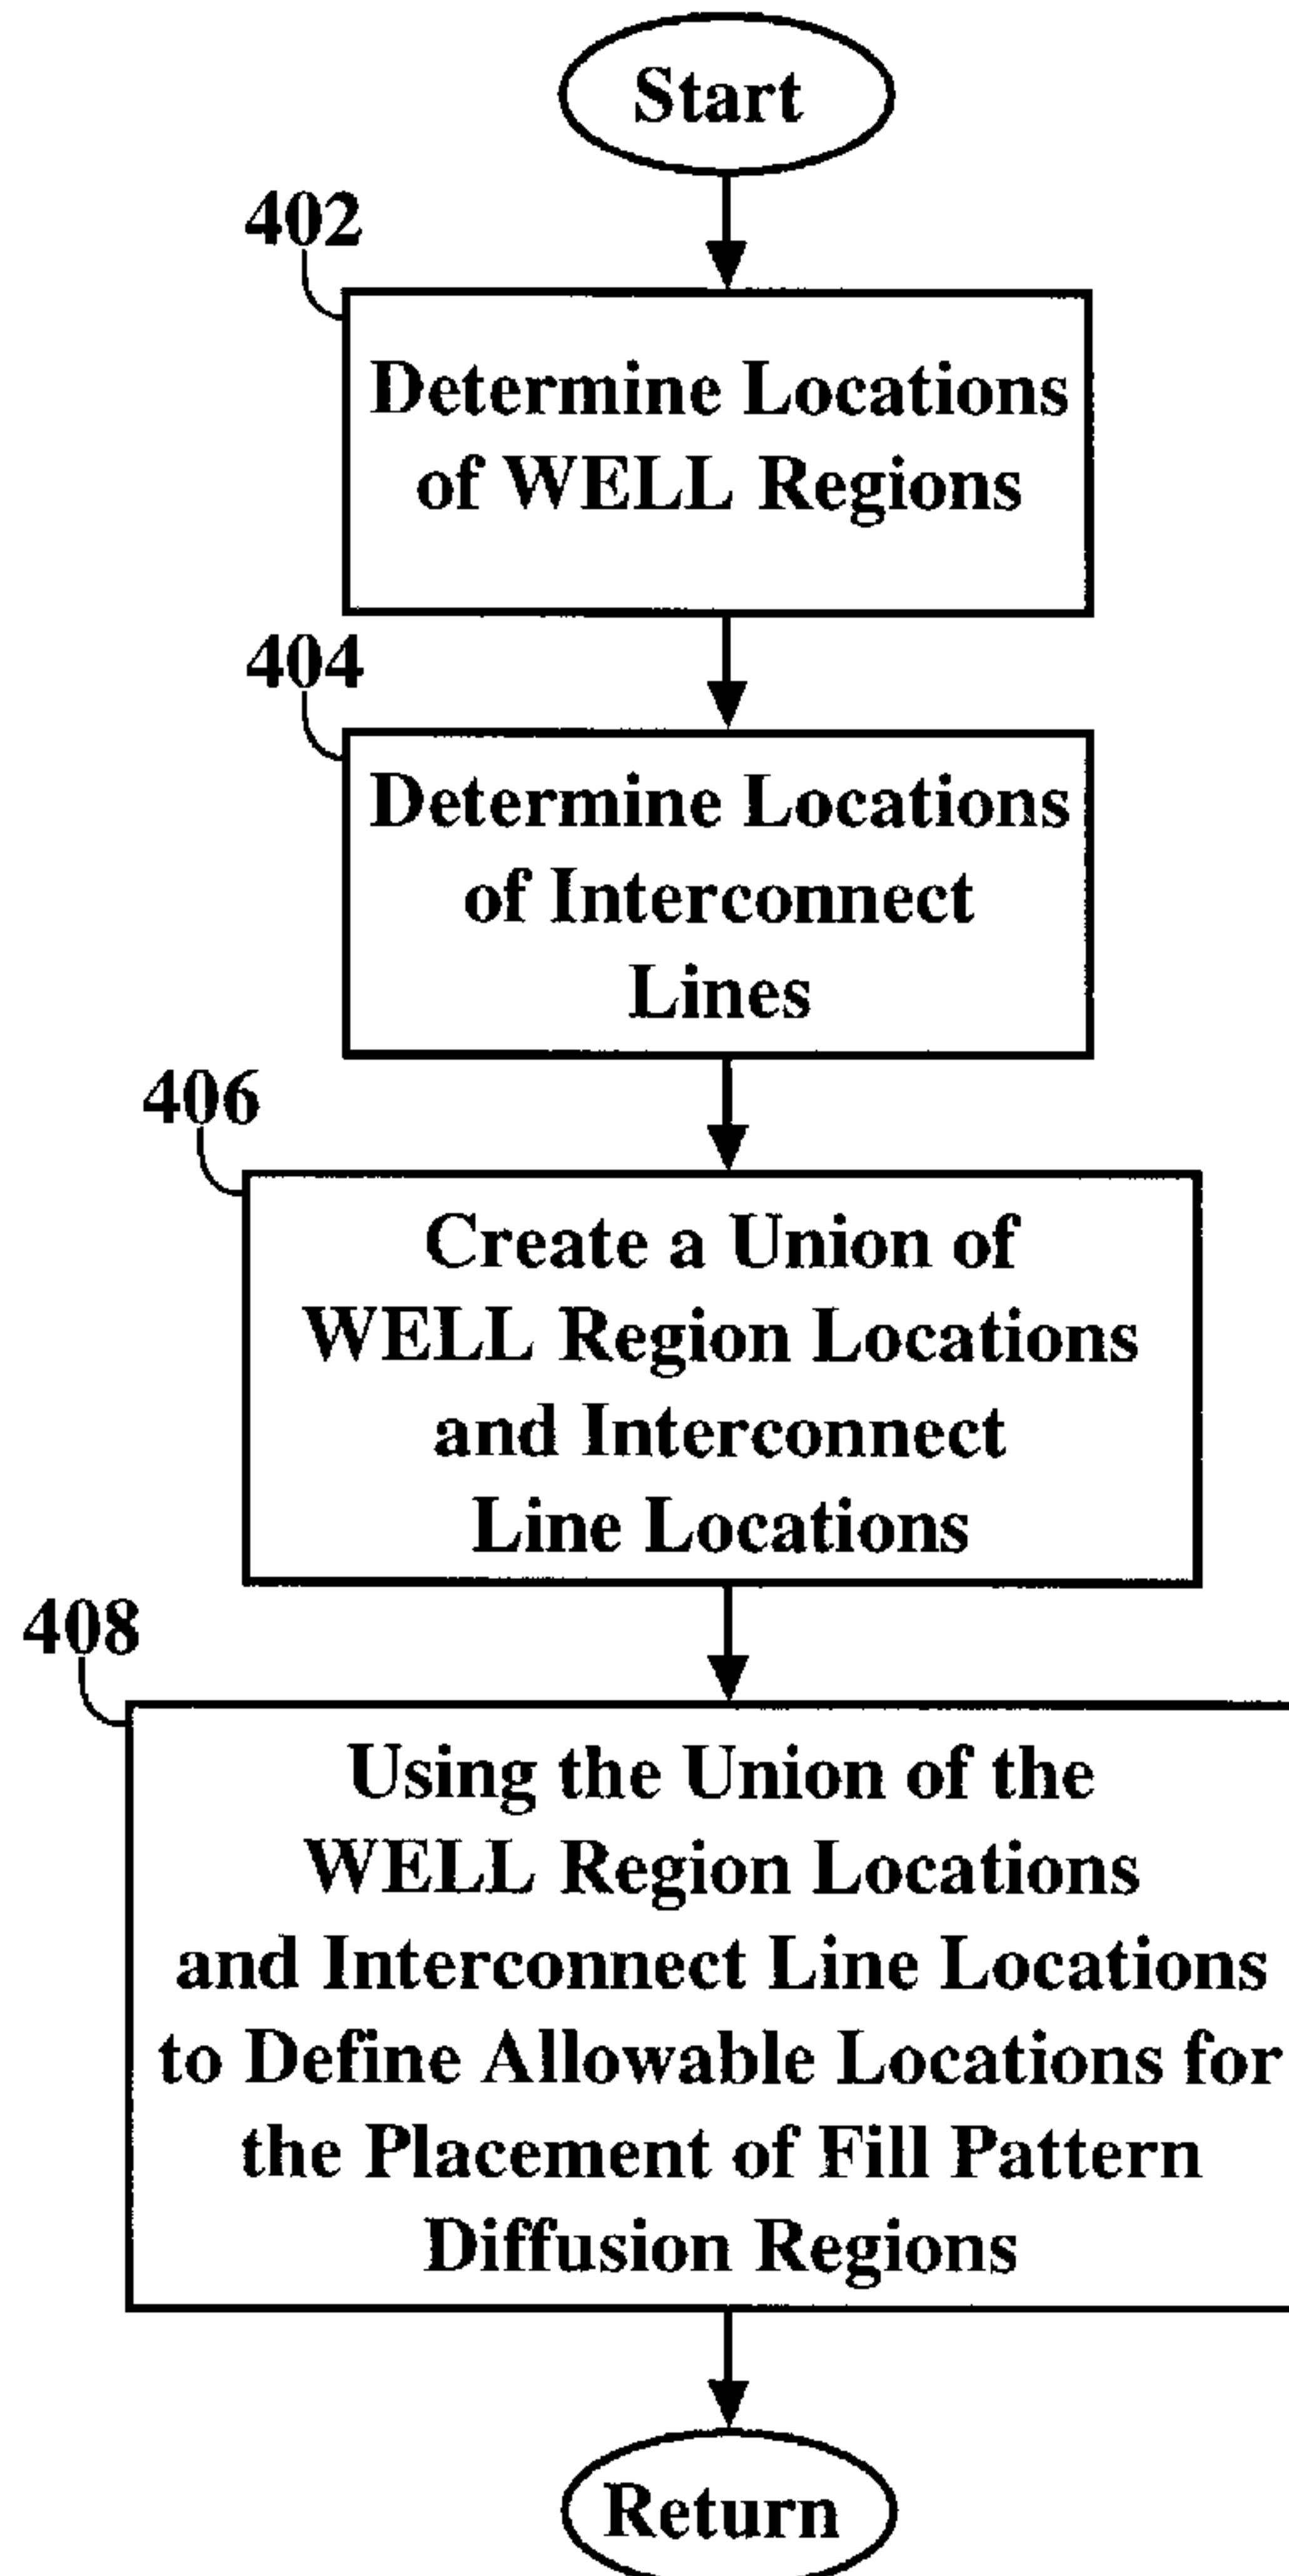 Start
402
Determine Locations
of WELL Regions
404
Determine Locations
of Interconnect
Lines
406
Create a Union of
WELL Region Locations
and Interconnect
Line Locations
408
Using the Union of the
WELL Region Locations
and Interconnect Line Locations
to Define Allowable Locations for
the Placement of Fill Pattern
Diffusion Regions
Return